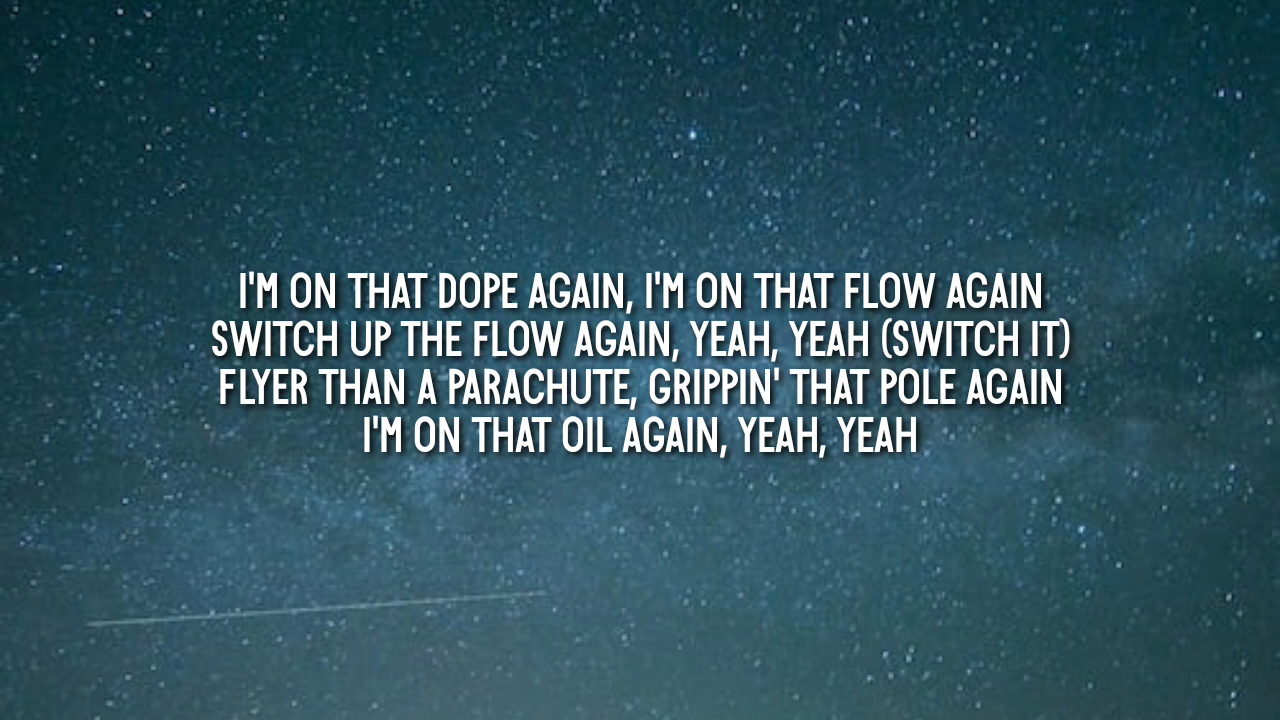 I'M ON THAT DOPE AGAIN, I'M ON THAT FLOW AGAIN
SWITCH UP THE FLOW AGAIN, YEAH, YEAH (SWITCH IT)
FLYER THAN A PARACHUTE, GRIPPIN' THAT POLE AGAIN
I'M ON THAT OIL AGAIN, YEAH, YEAH